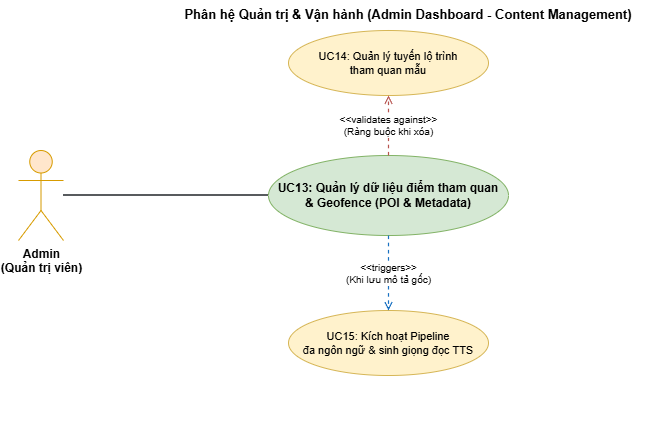 Phân hệ Quản trị & Vận hành (Admin Dashboard - Content Management)
UC14: Quản lý tuyến lộ trình
tham quan mẫu
<<validates against>>
(Ràng buộc khi xóa)
UC13: Quản lý dữ liệu điểm tham quan
& Geofence (POI & Metadata)
Admin
(Quản trị viên)
<<triggers>>
(Khi lưu mô tả gốc)
UC15: Kích hoạt Pipeline
đa ngôn ngữ & sinh giọng đọc TTS